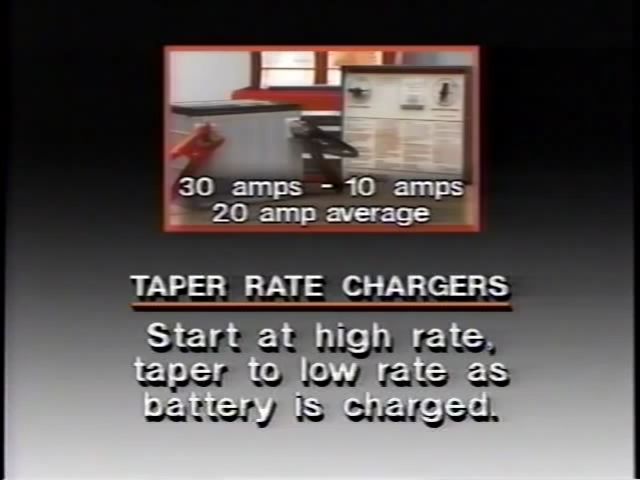 30 amps - 10 amps
20 amp average
TAPER RATE CHARGERS
Start at high rate,
taper to low rate as
battery is charged.